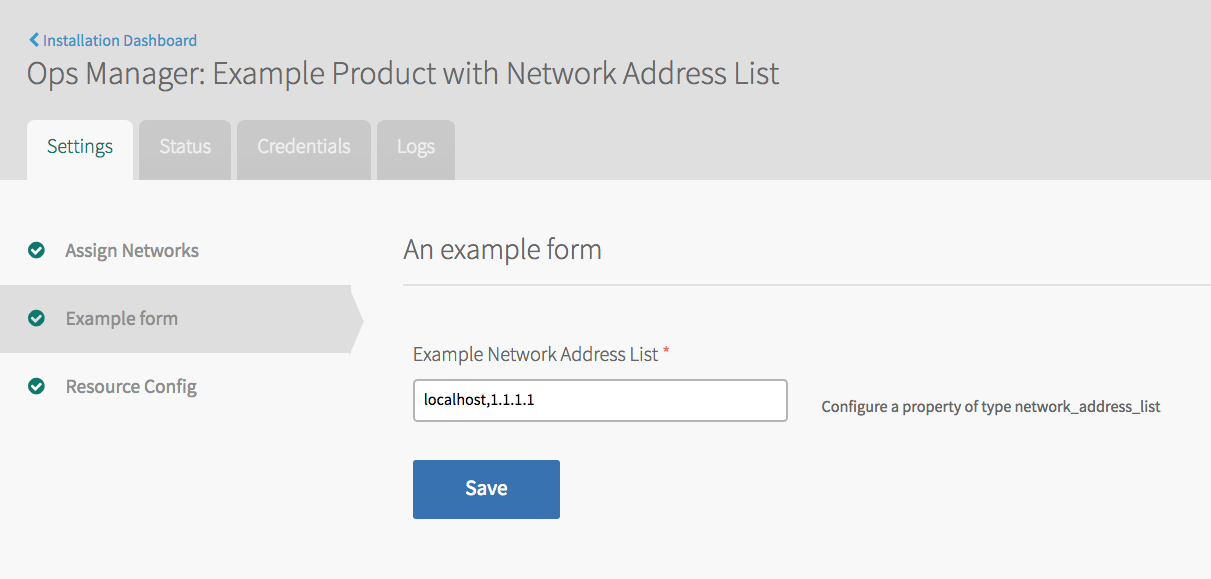 Installation Dashboard
Ops Manager: Example Product with Network Address List
Settings Status Credentials Logs
Assign Networks
Example form
Resource Config
An example form
Example Network Address List *
localhost,1.1.1.1
Configure a property of type network_address_list
Save